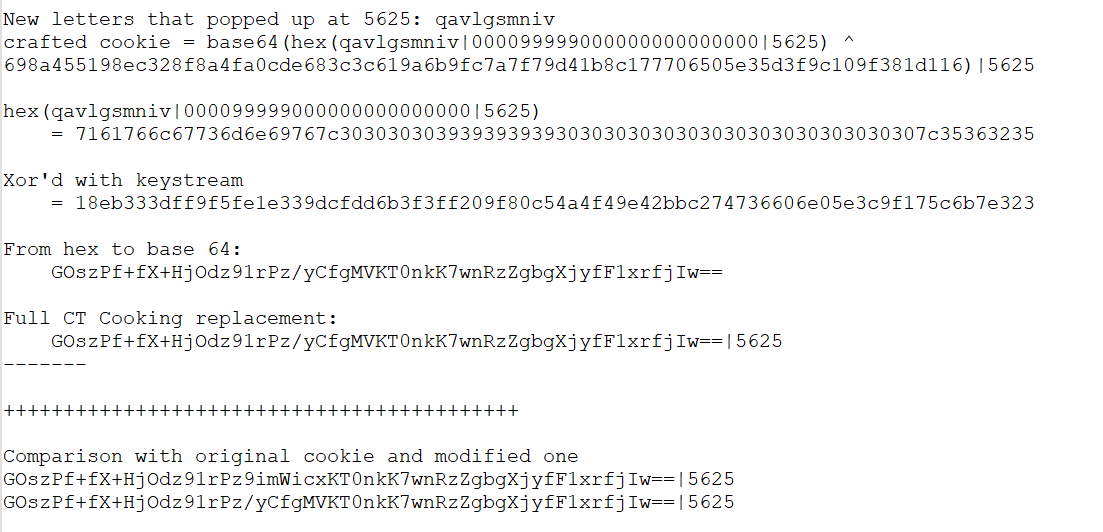 New letters that popped up at 5625: qavlgsmniv
crafted cookie = base64(hex(qavlgsmniv|000099999000000000000000|5625) ^
698a455198ec328f8a4fa0cde683c3c619a6b9fc7a7f79d41b8c177706505e35d3f9c109f381d116)|5625
hex(qavlgsmniv|000099999000000000000000|5625)
= 7161766c67736d6e69767c3030303039393939393030303030303030303030303030307c35363235
Xor'd with keystream
= 18eb333dff9f5fe1e339dcfdd6b3f3ff209f80c54a4f49e42bbc274736606e05e3c9f175c6b7e323
From hex to base 64:
GOszPf+fX+HjOdz91rPz/yCfgMVKT0nkK7wnRzZgbgXjyfF1xrfjIw==
Full CT Cooking replacement:
GOszPf+fX+HjOdz91rPz/yCfgMVKT0nkK7wnRzZgbgXjyfF1xrfjIw==|5625
-------
+++++++++++++++++++++++++++++++++++++++++++
Comparison with original cookie and modified one
GOszPf+fX+HjOdz91rPz9imWicxKT0nkK7wnRzZgbgXjyfF1xrfjIw==|5625
GOszPf+fX+HjOdz91rPz/yCfgMVKT0nkK7wnRzZgbgXjyfF1xrfjIw==|5625